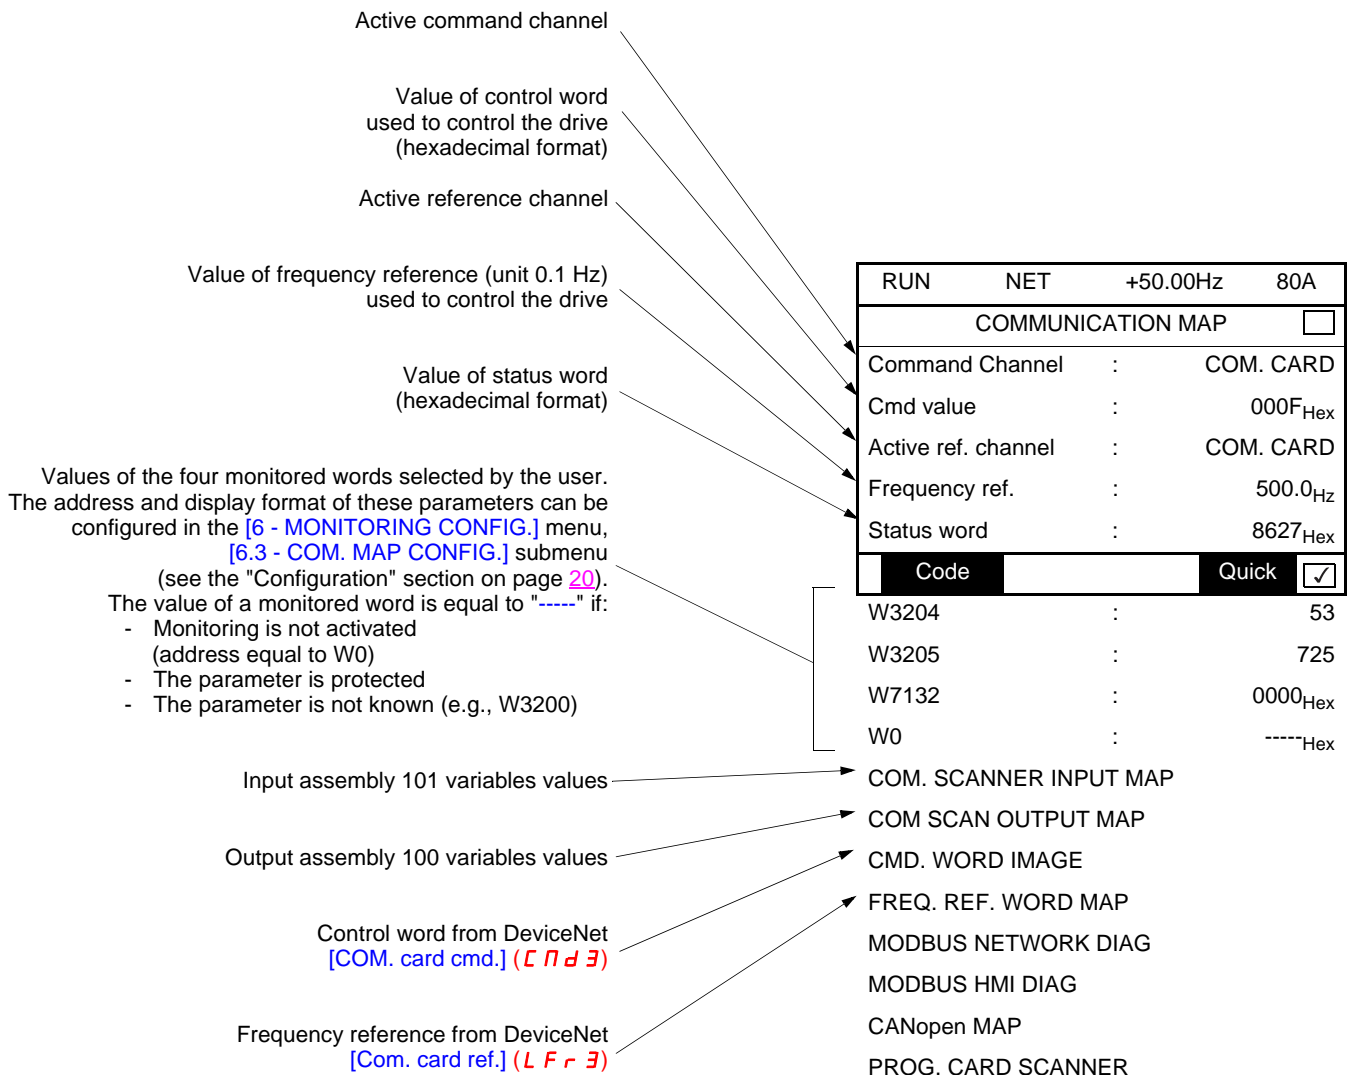 Active command channel
Value of control word
used to control the drive
(hexadecimal format)
Active reference channel
Value of frequency reference (unit 0.1 Hz)
used to control the drive
Value of status word
(hexadecimal format)
Values of the four monitored words selected by the user.
The address and display format of these parameters can be
configured in the [6 - MONITORING CONFIG.] menu,
[6.3 - COM. MAP CONFIG.] submenu
(see the "Configuration" section on page 20).
The value of a monitored word is equal to "-----" if:
- Monitoring is not activated
(address equal to W0)
- The parameter is protected
- The parameter is not known (e.g., W3200)
Input assembly 101 variables values
Output assembly 100 variables values
Control word from DeviceNet
[COM. card cmd.] (CMd3)
Frequency reference from DeviceNet
[Com. card ref.] (LFr3)
RUN NET +50.00Hz 80A
COMMUNICATION MAP
Command Channel : COM. CARD
Cmd value : 000FHex
Active ref. channel : COM. CARD
Frequency ref. : 500.0Hz
Status word : 8627Hex
Code Quick ✓
W3204 : 53
W3205 : 725
W7132 : 0000Hex
W0 : -----Hex
COM. SCANNER INPUT MAP
COM SCAN OUTPUT MAP
CMD. WORD IMAGE
FREQ. REF. WORD MAP
MODBUS NETWORK DIAG
MODBUS HMI DIAG
CANopen MAP
PROG. CARD SCANNER